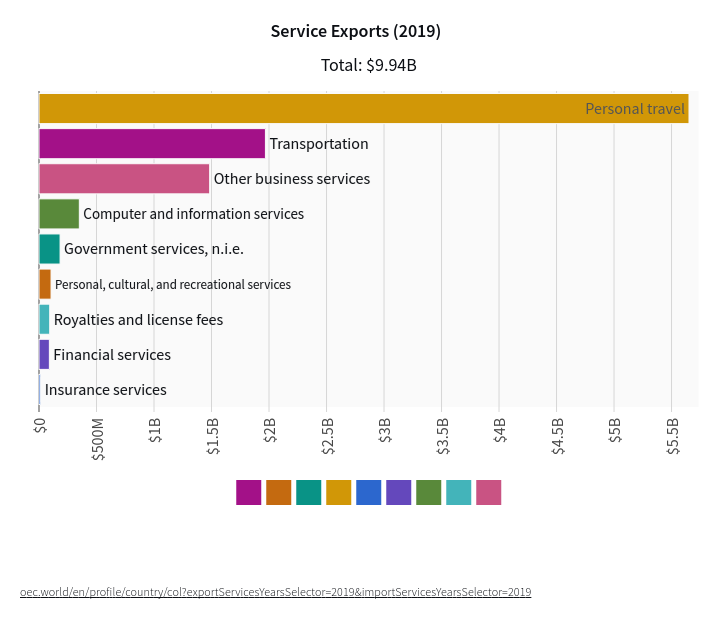 Service Exports (2019)
Total: $9.94B
Personal travel
Transportation
Other business services
Computer and information services
Government services, n.i.e.
Personal, cultural, and recreational services
Royalties and license fees
Financial services
Insurance services
$0
$500M
$1B
$1.5B
$2B
$2.5B
$3B
$3.5B
$4B
$4.5B
$5B
$5.5B
oec.world/en/profile/country/col?exportServicesYearsSelector=2019&importServicesYearsSelector=2019